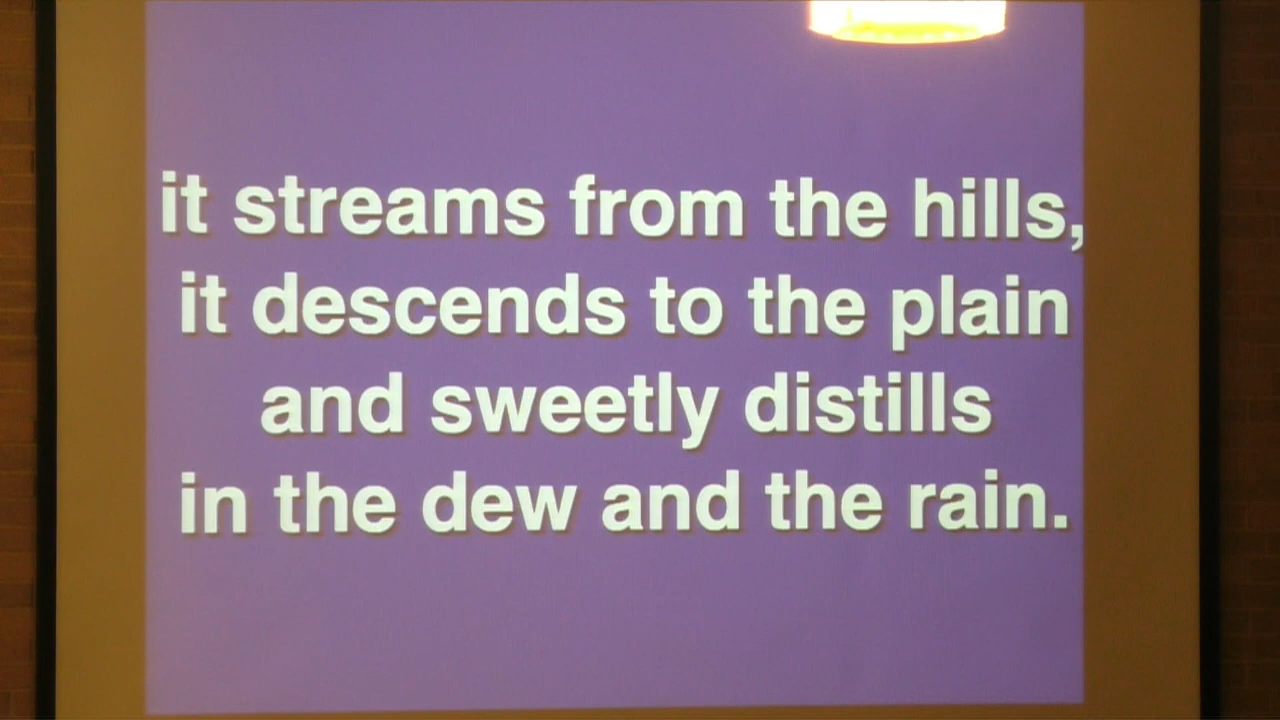 it streams from the hills,
it descends to the plain
and sweetly distills
in the dew and the rain.